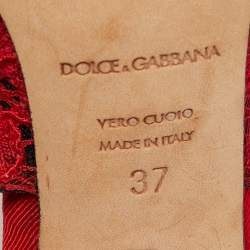 DOLCE & GABBANA
VERO CUOIO
MADE IN ITALY
37